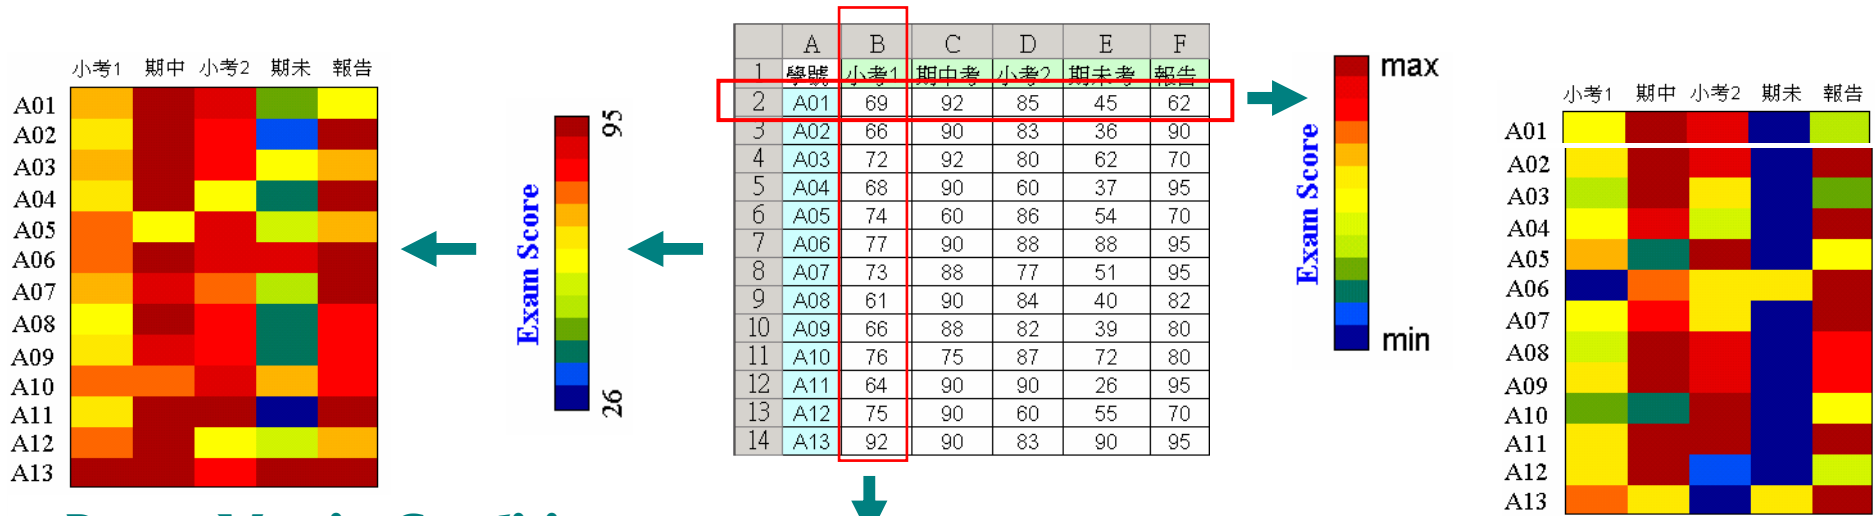 小考1 期中 小考2 期未 報告
A01
A02
A03
A04
A05
A06
A07
A08
A09
A10
A11
A12
A13
Exam Score
95
26
A B C D E F
1 學號 小考1 期中考 小考2 期未考 報告
2 A01 69 92 85 45 62
3 A02 66 90 83 36 90
4 A03 72 92 80 62 70
5 A04 68 90 60 37 95
6 A05 74 60 86 54 70
7 A06 77 90 88 88 95
8 A07 73 88 77 51 95
9 A08 61 90 84 40 82
10 A09 66 88 82 39 80
11 A10 76 75 87 72 80
12 A11 64 90 90 26 95
13 A12 75 90 60 55 70
14 A13 92 90 83 90 95
Exam Score
max
min
小考1 期中 小考2 期未 報告
A01
A02
A03
A04
A05
A06
A07
A08
A09
A10
A11
A12
A13